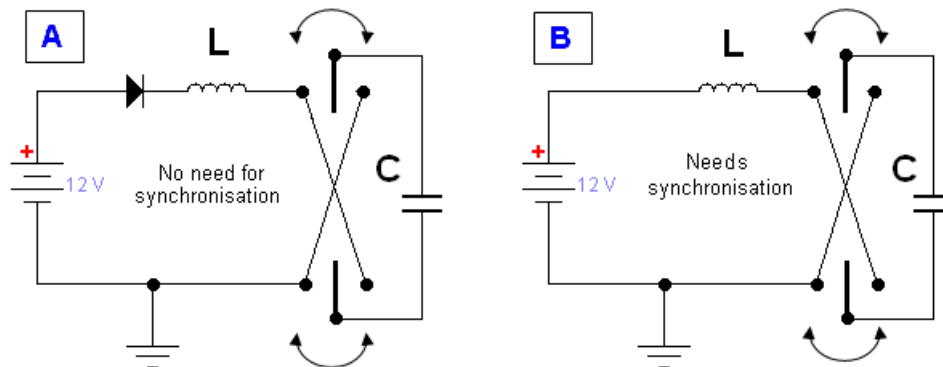 A
L
+
12 V
No need for
synchronisation
C
B
L
+
12 V
Needs
synchronisation
C